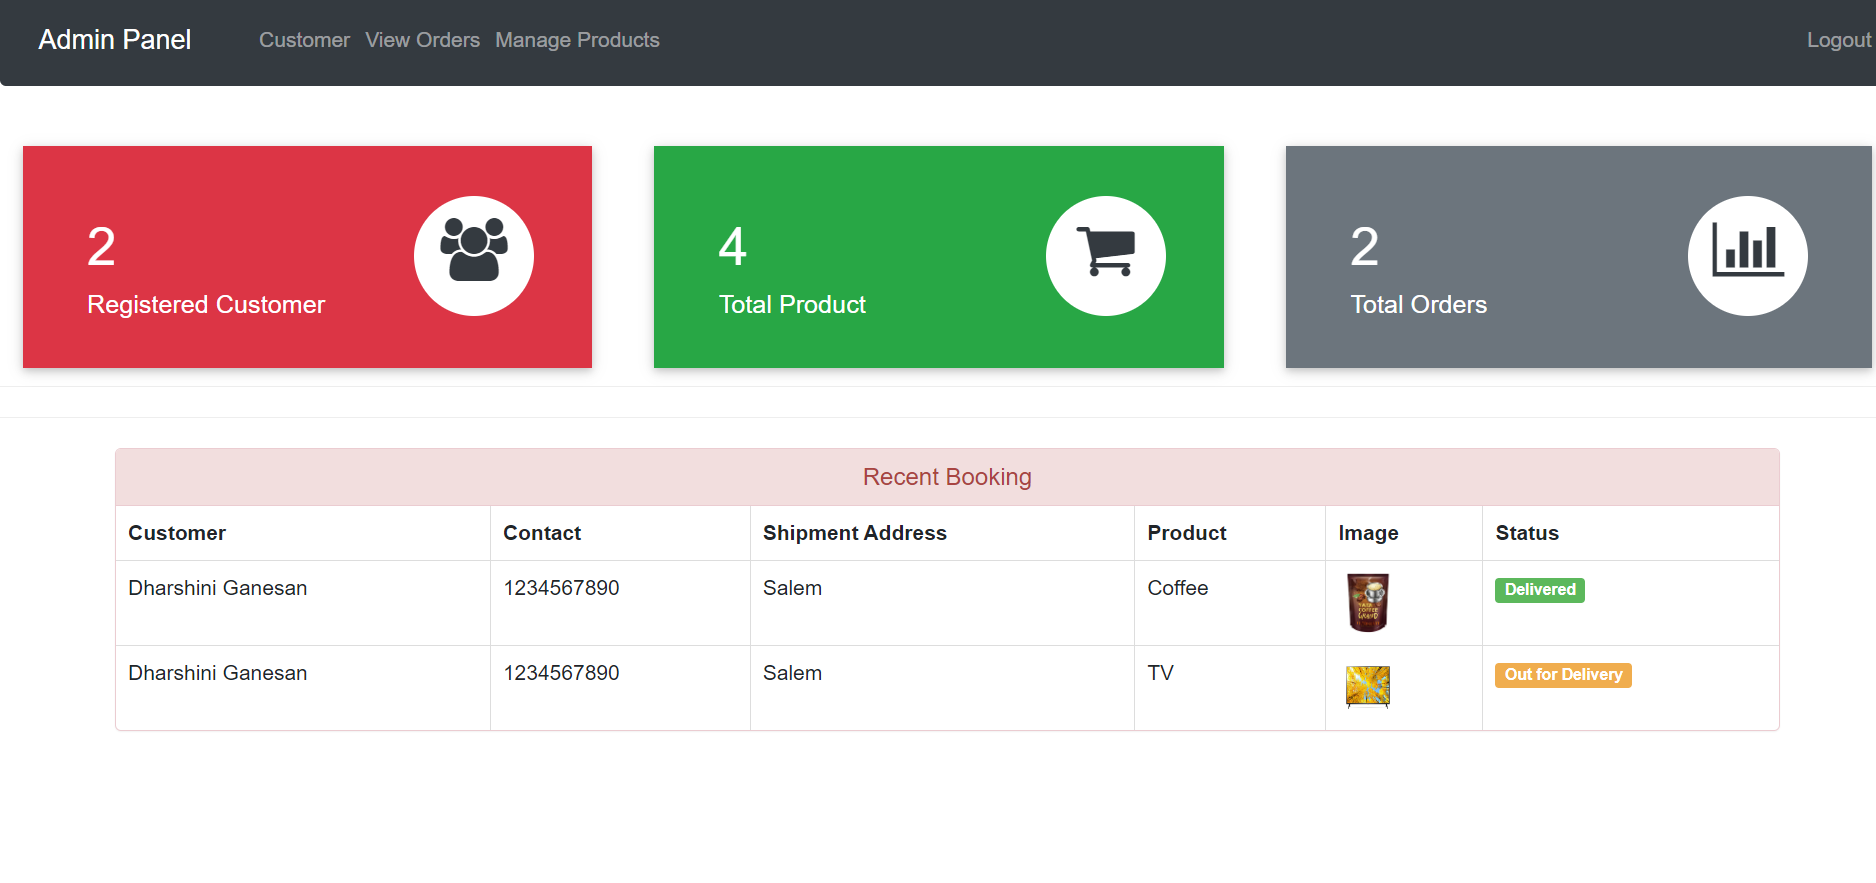 Admin Panel Customer View Orders Manage Products Logout
2
Registered Customer
4
Total Product
2
Total Orders
Recent Booking
Customer Contact Shipment Address Product Image Status
Dharshini Ganesan 1234567890 Salem Coffee Delivered
Dharshini Ganesan 1234567890 Salem TV Out for Delivery